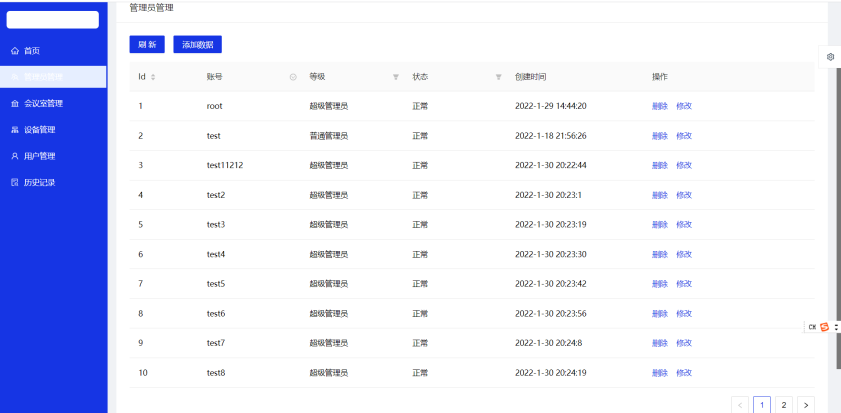 管理员管理
首页
会议室管理
设备管理
用户管理
历史记录
刷 新 添加数据
Id 账号 等级 状态 创建时间 操作
1 root 超级管理员 正常 2022-1-29 14:44:20 删除 修改
2 test 普通管理员 正常 2022-1-18 21:56:26 删除 修改
3 test11212 超级管理员 正常 2022-1-30 20:22:44 删除 修改
4 test2 超级管理员 正常 2022-1-30 20:23:1 删除 修改
5 test3 超级管理员 正常 2022-1-30 20:23:19 删除 修改
6 test4 超级管理员 正常 2022-1-30 20:23:30 删除 修改
7 test5 超级管理员 正常 2022-1-30 20:23:42 删除 修改
8 test6 超级管理员 正常 2022-1-30 20:23:56 删除 修改
9 test7 超级管理员 正常 2022-1-30 20:24:8 删除 修改
10 test8 超级管理员 正常 2022-1-30 20:24:19 删除 修改
< 1 2 >